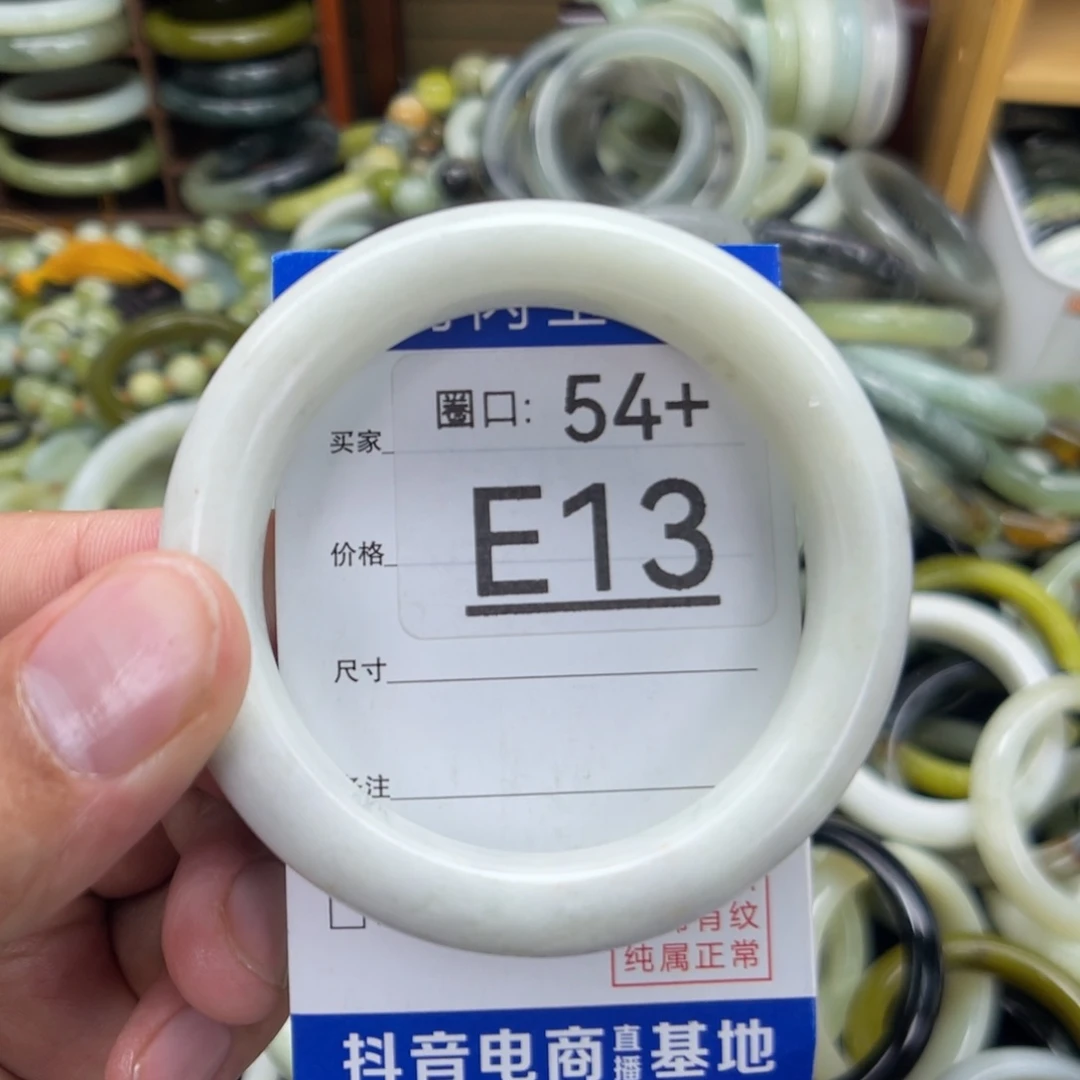 圈口: 54+
买家
E13
价格
尺寸
注
有纹
纯属正常
抖音电商直播基地